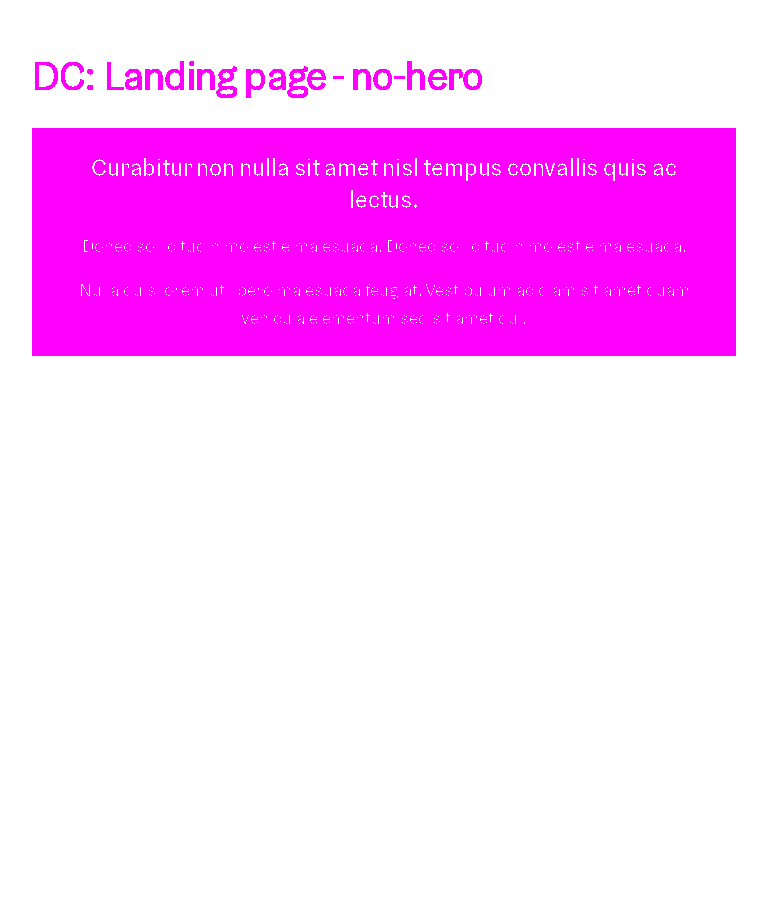 DC: Landing page - no-hero
Curabitur non nulla sit amet nisl tempus convallis quis ac
lectus.
Donec sollicitudin molestie malesuada. Donec sollicitudin molestie malesuada.
Nulla quis lorem ut libero malesuada feugiat. Vestibulum ac diam sit amet quam
vehicula elementum sed sit amet dui.